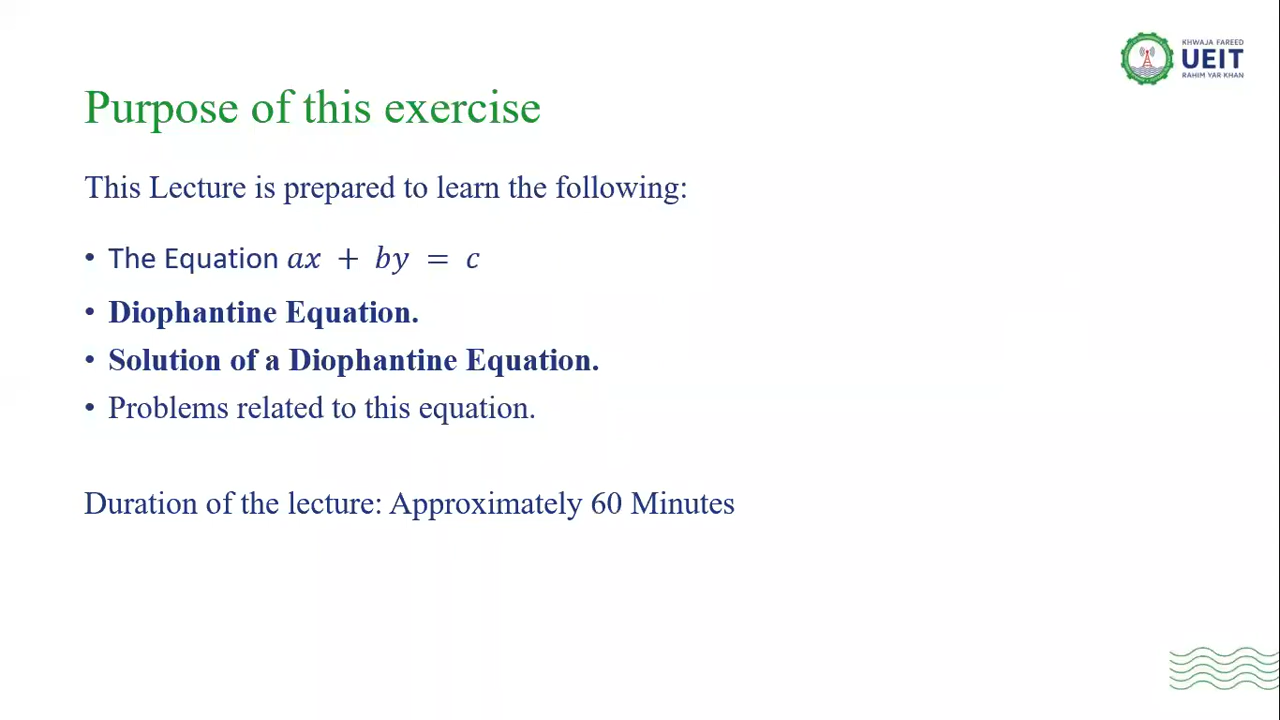 KHWAJA FAREED
UEIT
RAHIM YAR KHAN
Purpose of this exercise
This Lecture is prepared to learn the following:
• The Equation 𝑎𝑥 + 𝑏𝑦 = 𝑐
• Diophantine Equation.
• Solution of a Diophantine Equation.
• Problems related to this equation.
Duration of the lecture: Approximately 60 Minutes